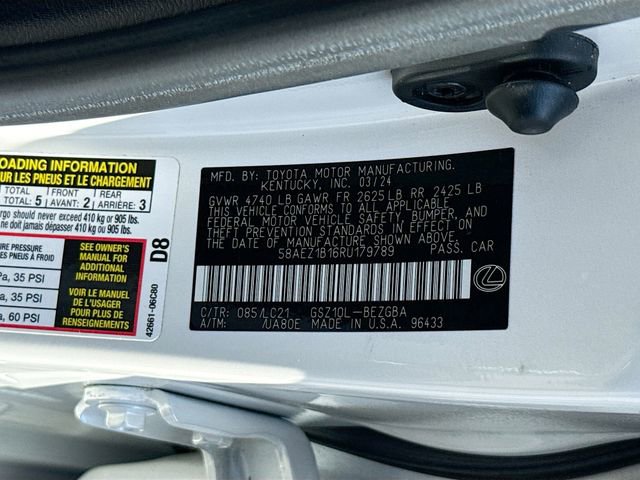 OADING INFORMATION
UR LES PNEUS ET LE CHARGEMENT
TOTAL FRONT REAR
TOTAL 5 AVANT: 2 ARRIÈRE: 3
rgo should never exceed 410 kg or 905 lbs.
ne doit jamais dépasser 410 kg ou 905 lb.
IRE PRESSURE
PNEUS À FROID
Pa, 35 PSI
a, 35 PSI
a, 60 PSI
SEE OWNER'S
MANUAL FOR
ADDITIONAL
INFORMATION
VOIR LE MANUEL
DE L'USAGER
POUR PLUS DE
RENSEIGNEMENTS
D8
42661-06C80
MFD. BY: TOYOTA MOTOR MANUFACTURING.
KENTUCKY, INC. 03/24
GVWR 4740 LB GAWR FR 2625 LB RR 2425 LB
THIS VEHICLE CONFORMS TO ALL APPLICABLE
FEDERAL MOTOR VEHICLE SAFETY, BUMPER, AND
THEFT PREVENTION STANDARDS IN EFFECT ON
THE DATE OF MANUFACTURE SHOWN ABOVE.
58AEZ1B16RU179789 PASS. CAR
C/TR: 085/LC21 GSZ10L-BEZGBA
A/TM: /UA80E MADE IN U.S.A. 96433